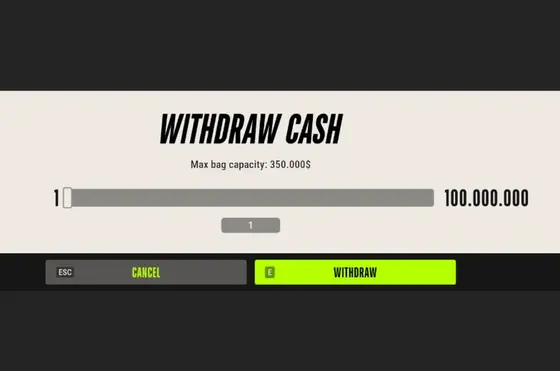 WITHDRAW CASH
Max bag capacity: 350.000$
1 100.000.000
1
ESC CANCEL E WITHDRAW